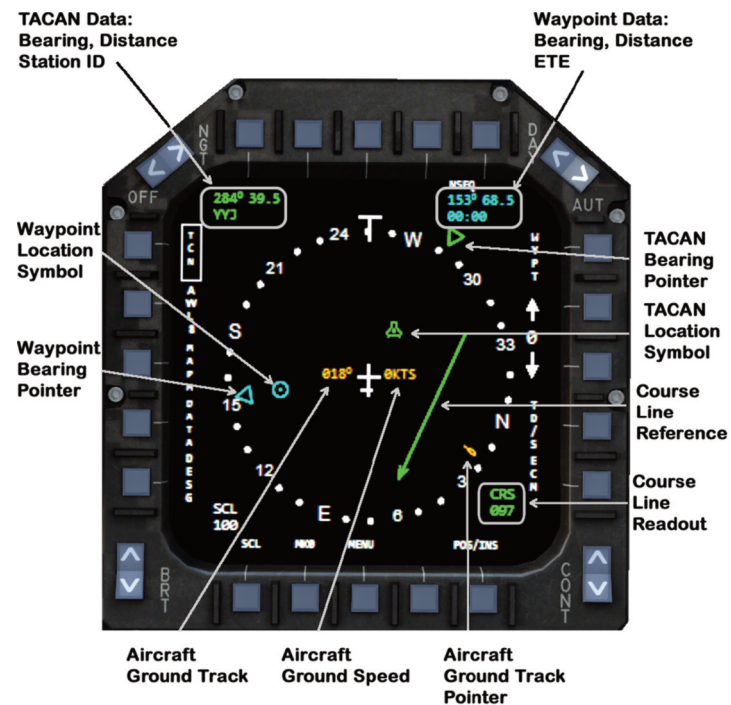 TACAN Data:
Bearing, Distance
Station ID
Waypoint Data:
Bearing, Distance
ETE
NGT
DAY
OFF
AUT
NSEQ
284° 39.5
YYJ
153° 68.5
00:00
Waypoint
Location
Symbol
Waypoint
Bearing
Pointer
TACAN
Bearing
Pointer
TACAN
Location
Symbol
Course
Line
Reference
Course
Line
Readout
TCN
AWLS
MAPM
DATA
DESG
WYPT
0
TD/SECN
24
T
W
21
30
S
33
018°
0KTS
15
N
12
3
E
6
SCL
100
CRS
097
SCL
MKO
MENU
POS/INS
BRT
CONT
Aircraft
Ground Track
Aircraft
Ground Speed
Aircraft
Ground Track
Pointer